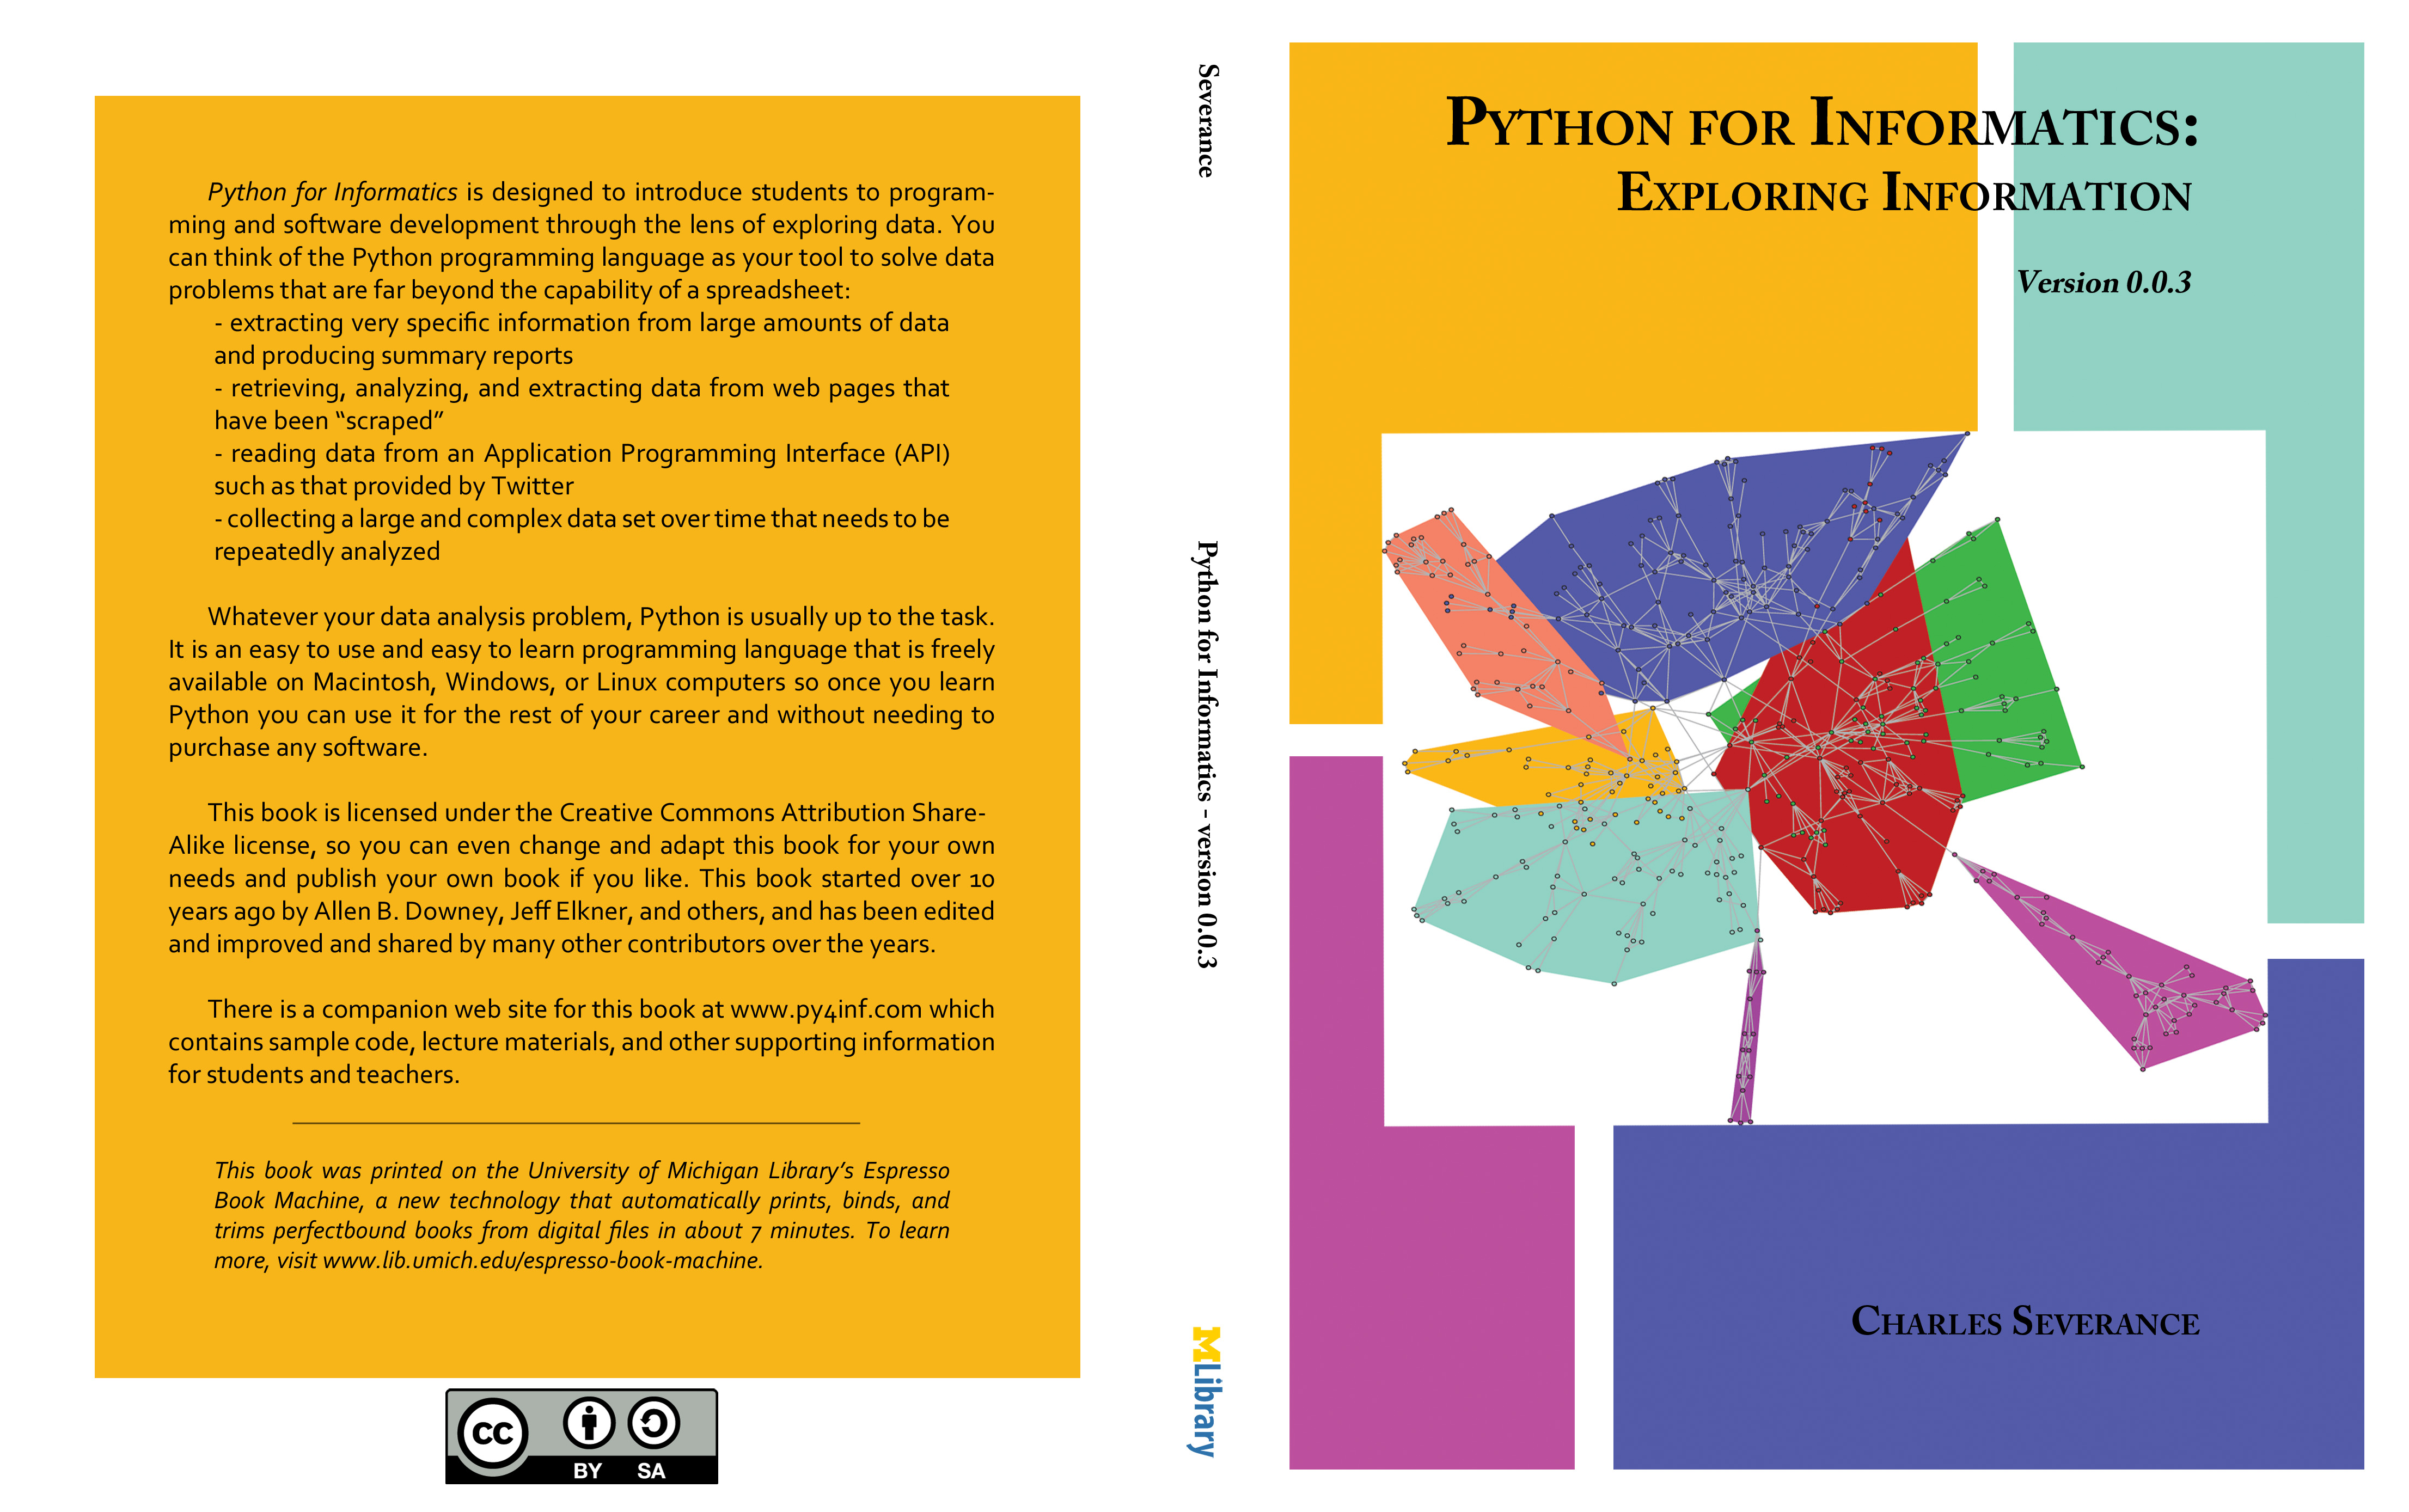 Python for Informatics is designed to introduce students to program-
ming and software development through the lens of exploring data. You
can think of the Python programming language as your tool to solve data
problems that are far beyond the capability of a spreadsheet:
- extracting very specific information from large amounts of data
and producing summary reports
- retrieving, analyzing, and extracting data from web pages that
have been “scraped”
- reading data from an Application Programming Interface (API)
such as that provided by Twitter
- collecting a large and complex data set over time that needs to be
repeatedly analyzed
Whatever your data analysis problem, Python is usually up to the task.
It is an easy to use and easy to learn programming language that is freely
available on Macintosh, Windows, or Linux computers so once you learn
Python you can use it for the rest of your career and without needing to
purchase any software.
This book is licensed under the Creative Commons Attribution Share-
Alike license, so you can even change and adapt this book for your own
needs and publish your own book if you like. This book started over 10
years ago by Allen B. Downey, Jeff Elkner, and others, and has been edited
and improved and shared by many other contributors over the years.
There is a companion web site for this book at www.py4inf.com which
contains sample code, lecture materials, and other supporting information
for students and teachers.
This book was printed on the University of Michigan Library’s Espresso
Book Machine, a new technology that automatically prints, binds, and
trims perfectbound books from digital files in about 7 minutes. To learn
more, visit www.lib.umich.edu/espresso-book-machine.
cc
BY SA
Severance
Python for Informatics - version 0.0.3
MLibrary
Python for Informatics:
Exploring Information
Version 0.0.3
Charles Severance